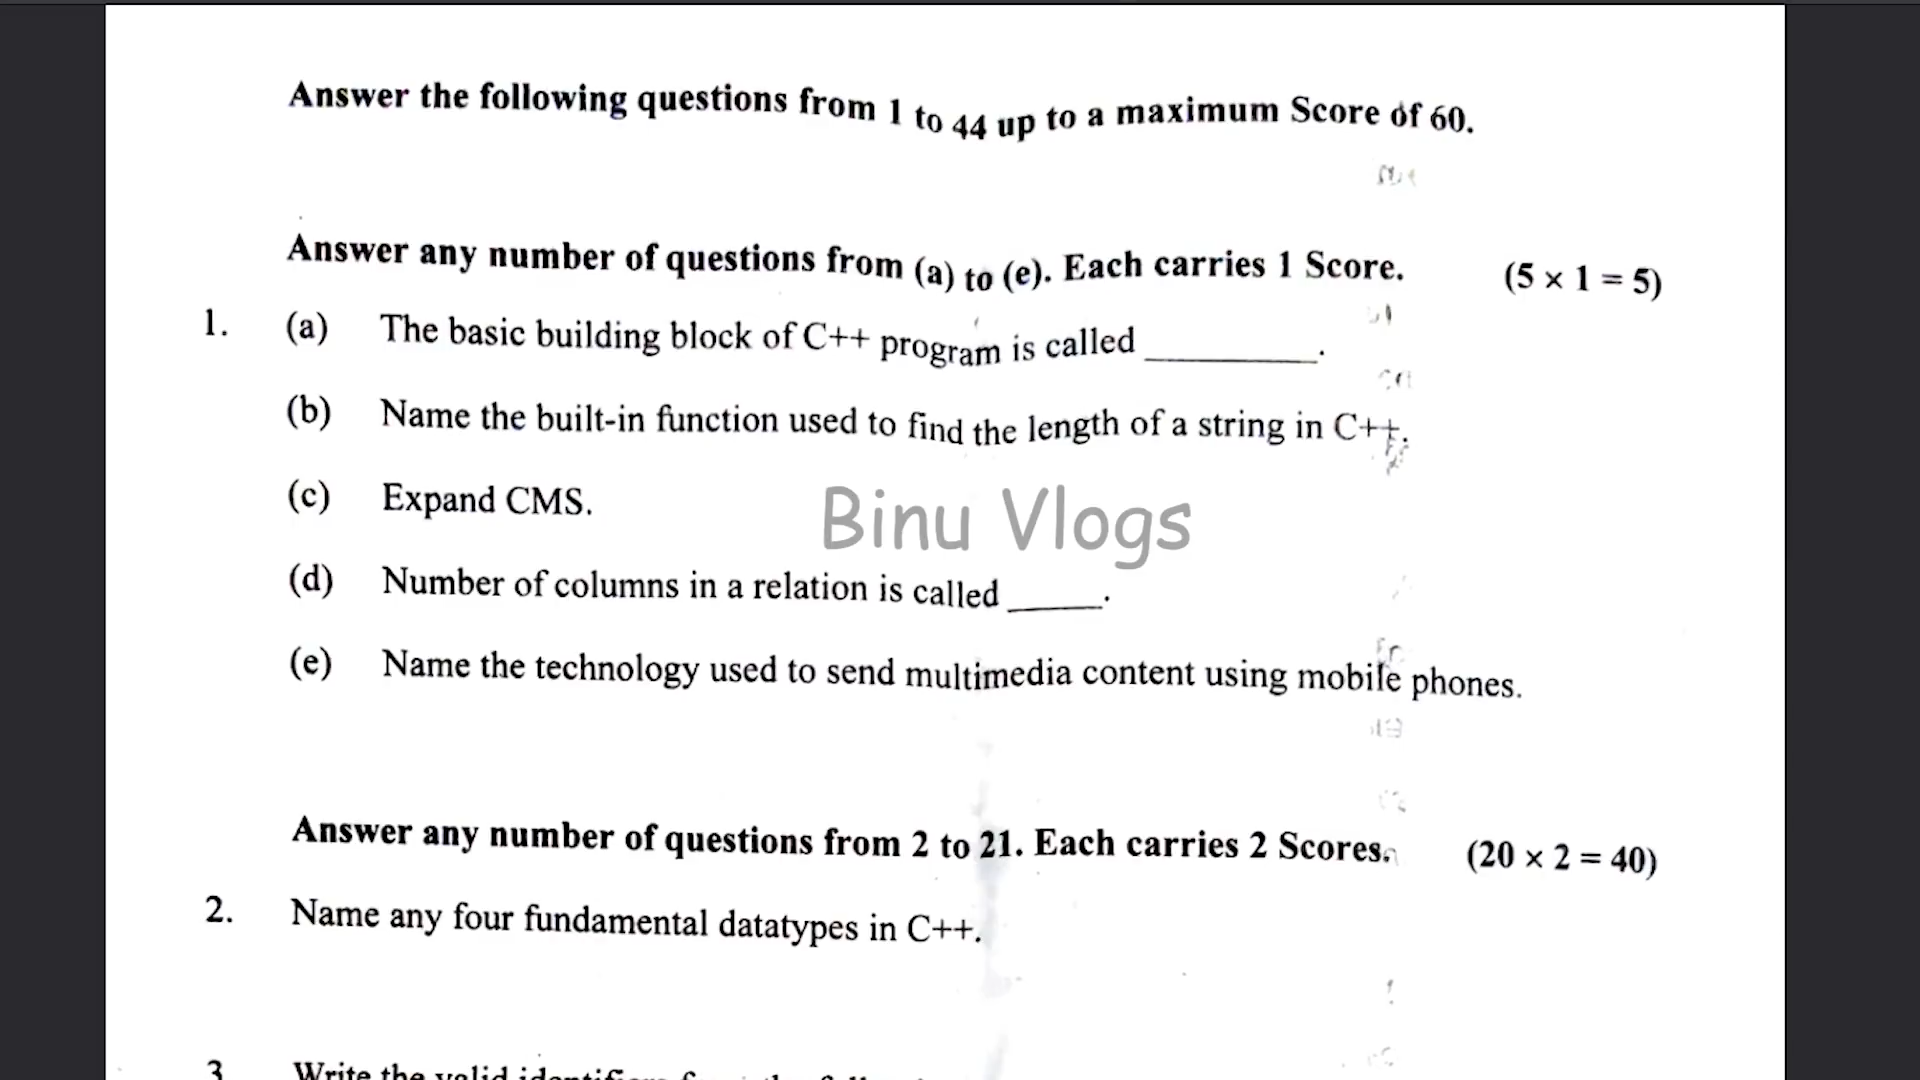 Answer the following questions from 1 to 44 up to a maximum Score of 60.
Answer any number of questions from (a) to (e). Each carries 1 Score. (5 × 1 = 5)
1. (a) The basic building block of C++ program is called __________.
(b) Name the built-in function used to find the length of a string in C++.
(c) Expand CMS.
Binu Vlogs
(d) Number of columns in a relation is called _____.
(e) Name the technology used to send multimedia content using mobile phones.
Answer any number of questions from 2 to 21. Each carries 2 Scores. (20 × 2 = 40)
2. Name any four fundamental datatypes in C++.
3. Write the valid